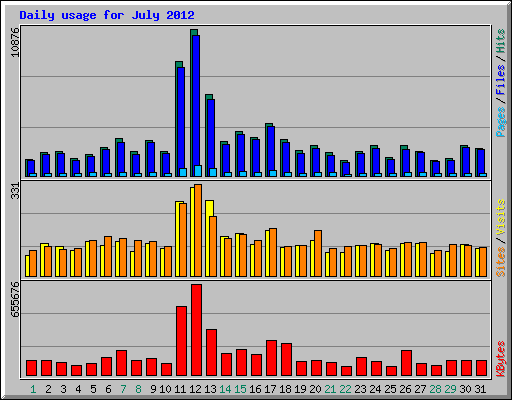 Daily usage for July 2012
10876
Pages / Files / Hits
331
Sites / Visits
655676
KBytes
1 2 3 4 5 6 7 8 9 10 11 12 13 14 15 16 17 18 19 20 21 22 23 24 25 26 27 28 29 30 31